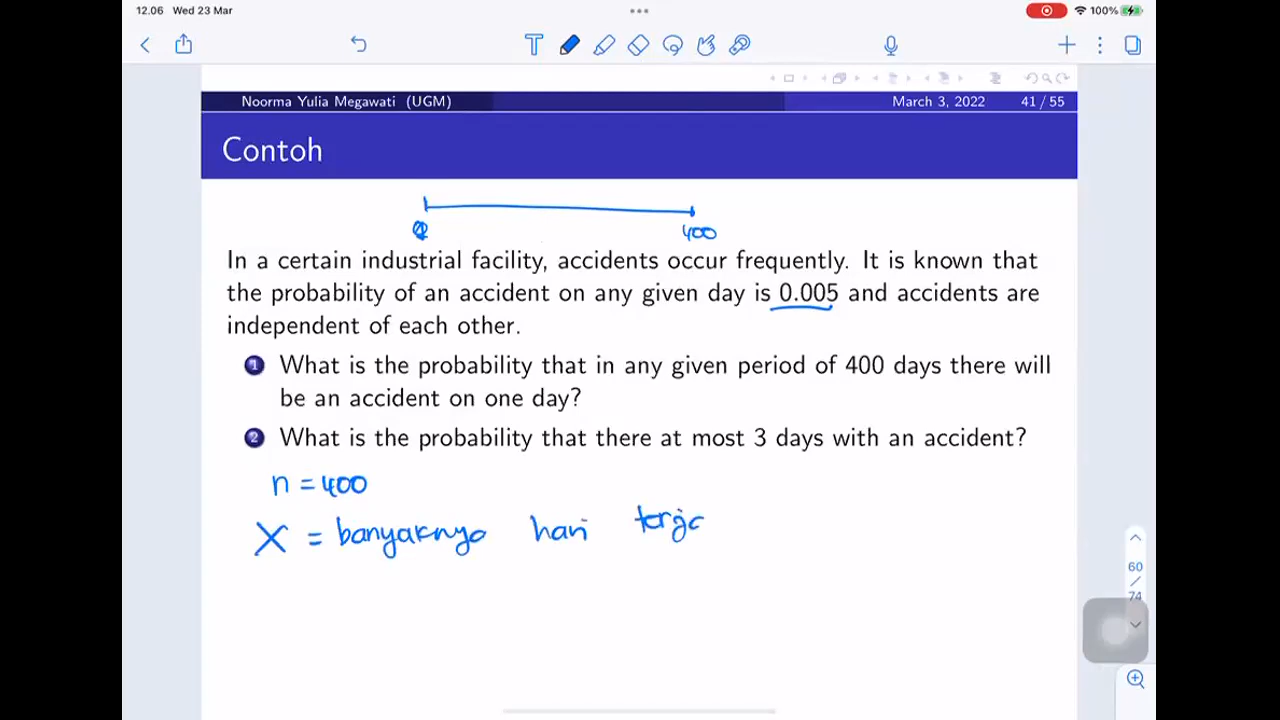 12.06 Wed 23 Mar
100%
Noorma Yulia Megawati (UGM) March 3, 2022 41 / 55
Contoh
400
In a certain industrial facility, accidents occur frequently. It is known that
the probability of an accident on any given day is 0.005 and accidents are
independent of each other.
1 What is the probability that in any given period of 400 days there will
be an accident on one day?
2 What is the probability that there at most 3 days with an accident?
n = 400
X = banyaknya hari
60
/
74